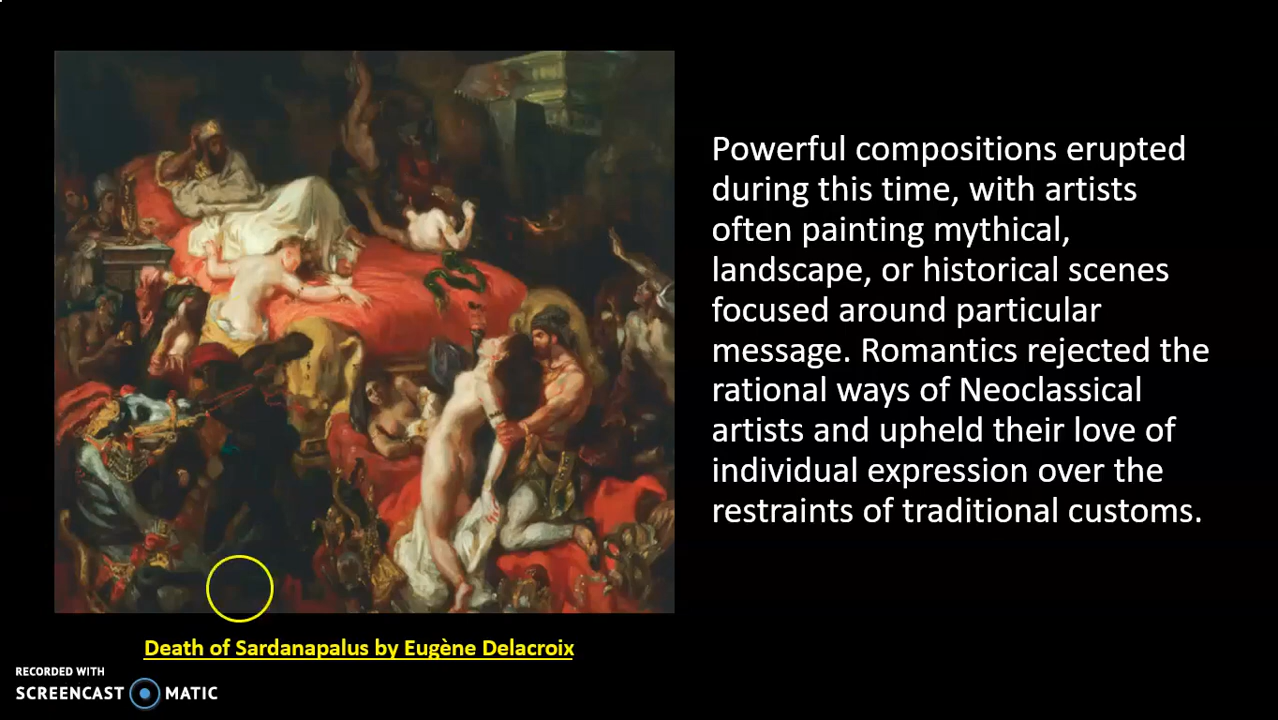 Powerful compositions erupted
during this time, with artists
often painting mythical,
landscape, or historical scenes
focused around particular
message. Romantics rejected the
rational ways of Neoclassical
artists and upheld their love of
individual expression over the
restraints of traditional customs.
Death of Sardanapalus by Eugène Delacroix
RECORDED WITH
SCREENCAST MATIC